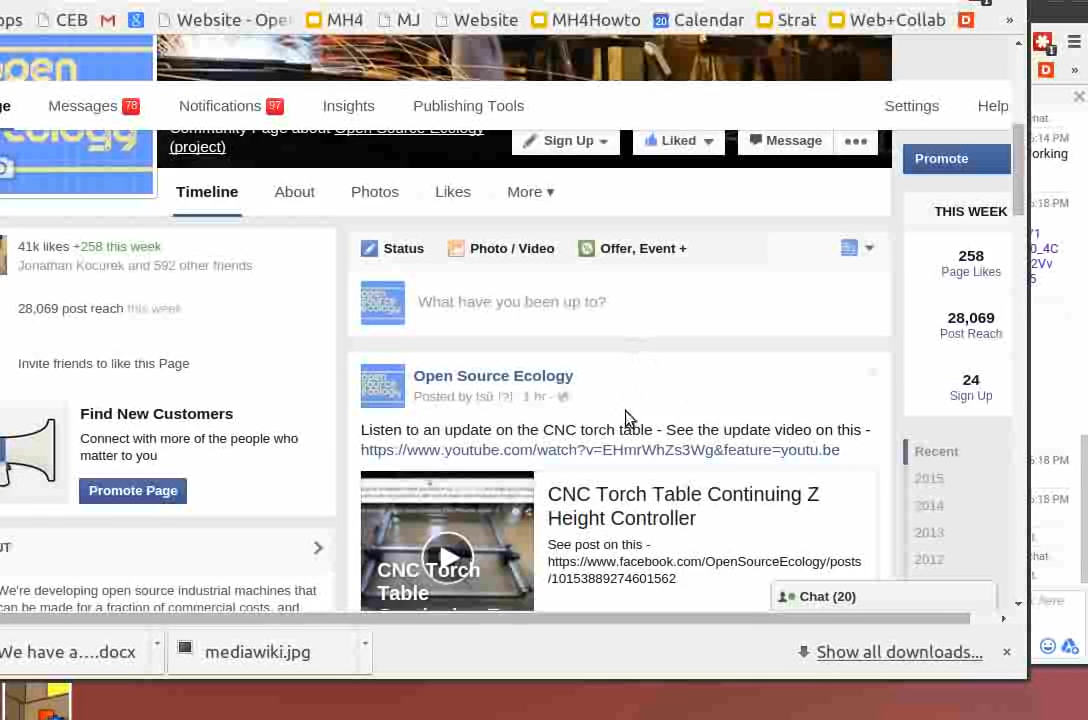 CEB
Website - Ope
MH4
MJ
Website
MH4Howto
20 Calendar
Strat
Web+Collab
»
open
ecology
Messages 78
Notifications 97
Insights
Publishing Tools
Settings
Help
Community Page about Open Source Ecology
(project)
Sign Up
Liked
Message
Promote
Timeline
About
Photos
Likes
More
THIS WEEK
41k likes +258 this week
Jonathan Kocurek and 592 other friends
28,069 post reach this week
Invite friends to like this Page
Find New Customers
Connect with more of the people who
matter to you
Promote Page
We're developing open source industrial machines that
can be made for a fraction of commercial costs, and
Status
Photo / Video
Offer, Event +
What have you been up to?
Open Source Ecology
Posted by
1 hr
Listen to an update on the CNC torch table - See the update video on this -
https://www.youtube.com/watch?v=EHmrWhZs3Wg&feature=youtu.be
CNC Torch
Table
CNC Torch Table Continuing Z
Height Controller
See post on this -
https://www.facebook.com/OpenSourceEcology/posts
/10153889274601562
258
Page Likes
28,069
Post Reach
24
Sign Up
Recent
2015
2014
2013
2012
Chat (20)
We have a....docx
mediawiki.jpg
Show all downloads...